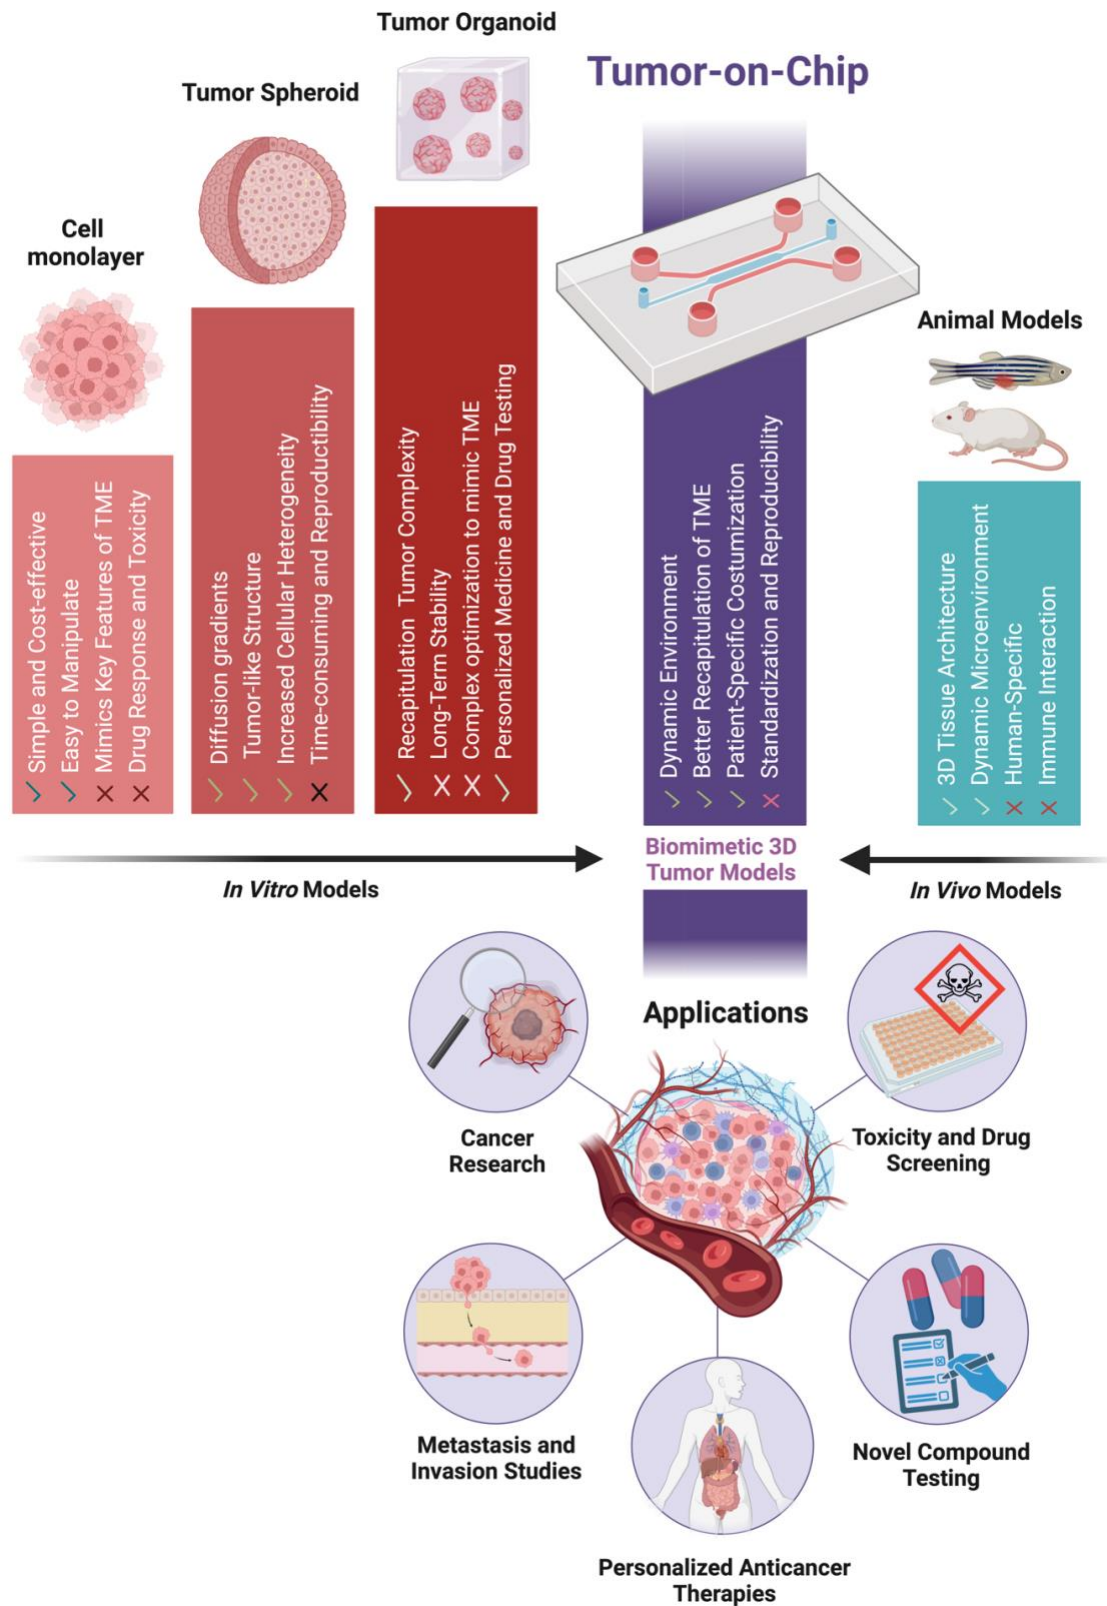 Tumor Organoid
Tumor Spheroid
Cell
monolayer
Tumor-on-Chip
Animal Models
Simple and Cost-effective
Easy to Manipulate
Mimics Key Features of TME
Drug Response and Toxicity
Diffusion gradients
Tumor-like Structure
Increased Cellular Heterogeneity
Time-consuming and Reproductibility
Recapitulation Tumor Complexity
Long-Term Stability
Complex optimization to mimic TME
Personalized Medicine and Drug Testing
Dynamic Environment
Better Recapitulation of TME
Patient-Specific Costumization
Standardization and Reproducibility
3D Tissue Architecture
Dynamic Microenvironment
Human-Specific
Immune Interaction
Biomimetic 3D
Tumor Models
In Vitro Models
In Vivo Models
Applications
Cancer
Research
Toxicity and Drug
Screening
Metastasis and
Invasion Studies
Novel Compound
Testing
Personalized Anticancer
Therapies